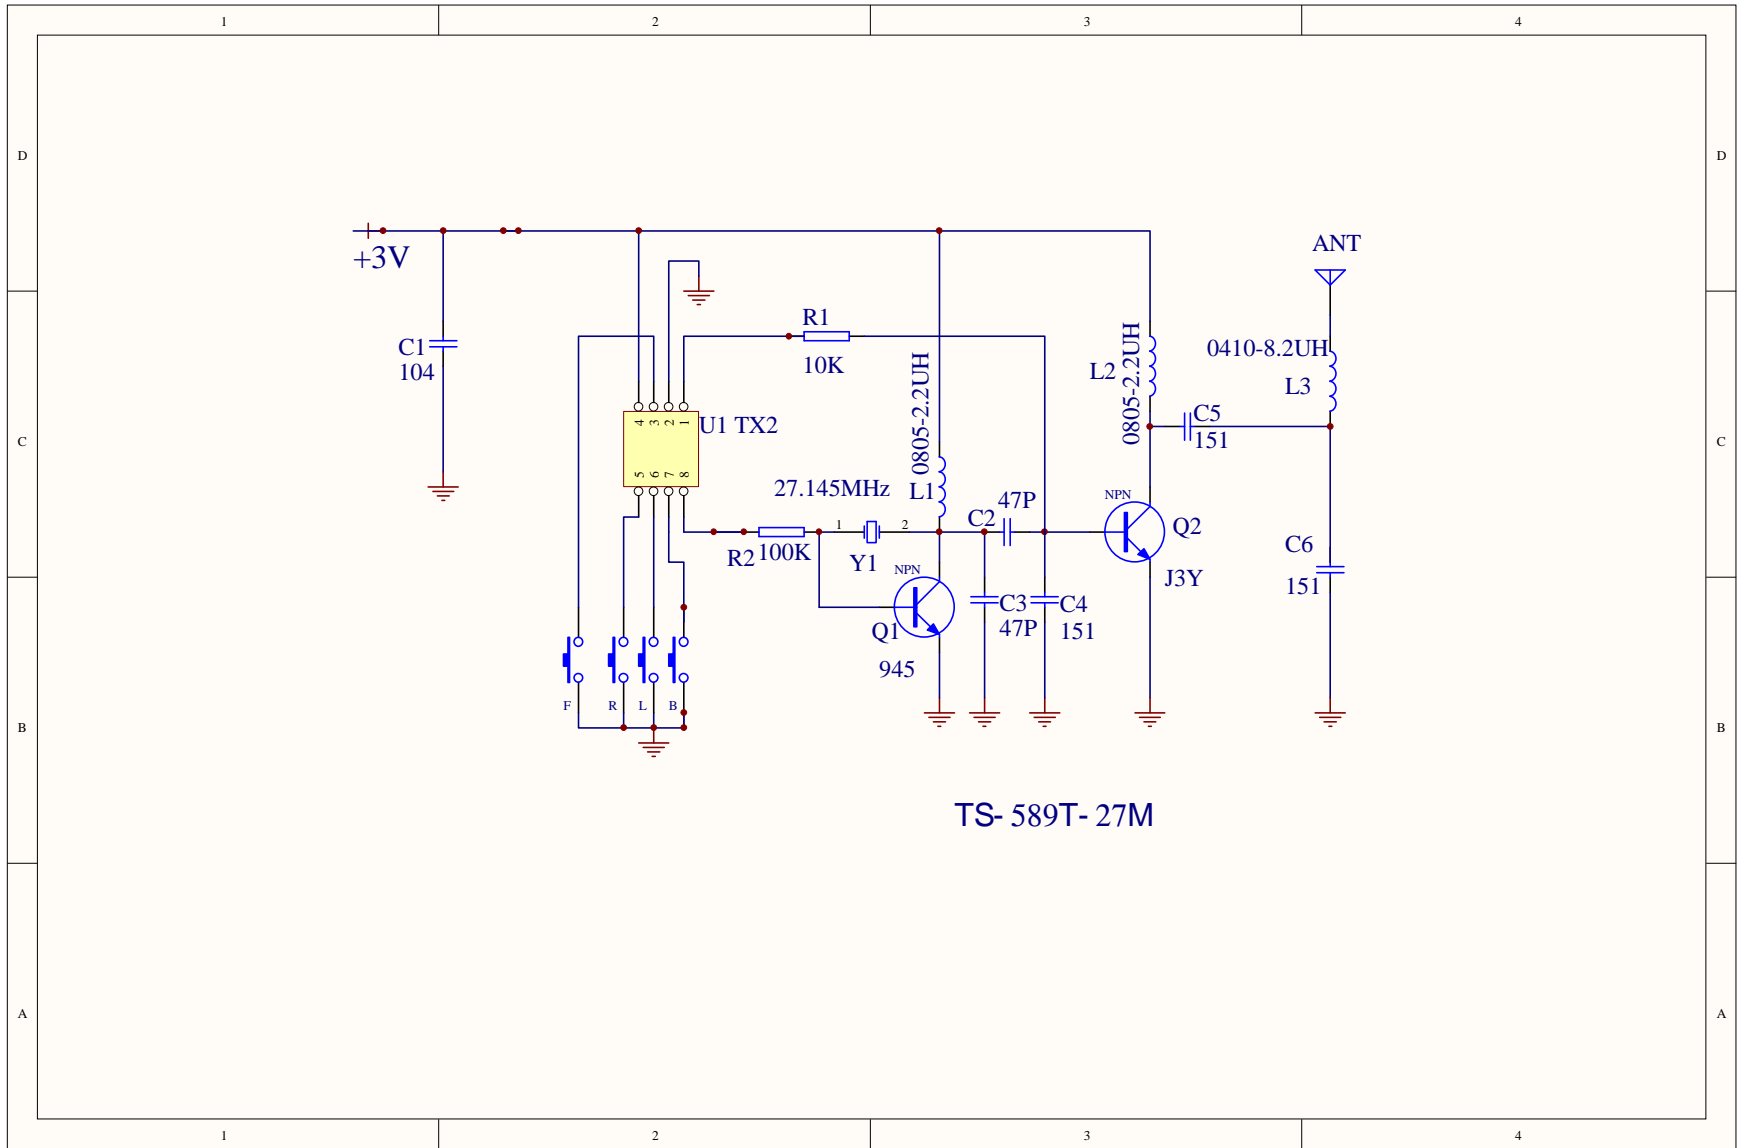 1 2 3 4
D D
ANT
+3V
R1
10K
C1
104
0805-2.2UH
L1
L2
0805-2.2UH
0410-8.2UH
L3
4 3 2 1
U1 TX2
5 6 7 8
C5
151
C C
27.145MHz
1 2
Y1
R2 100K
C2
47P
NPN
Q2
J3Y
C6
151
NPN
Q1
945
C3
47P
C4
151
F R L B
B B
TS- 589T- 27M
A A
1 2 3 4